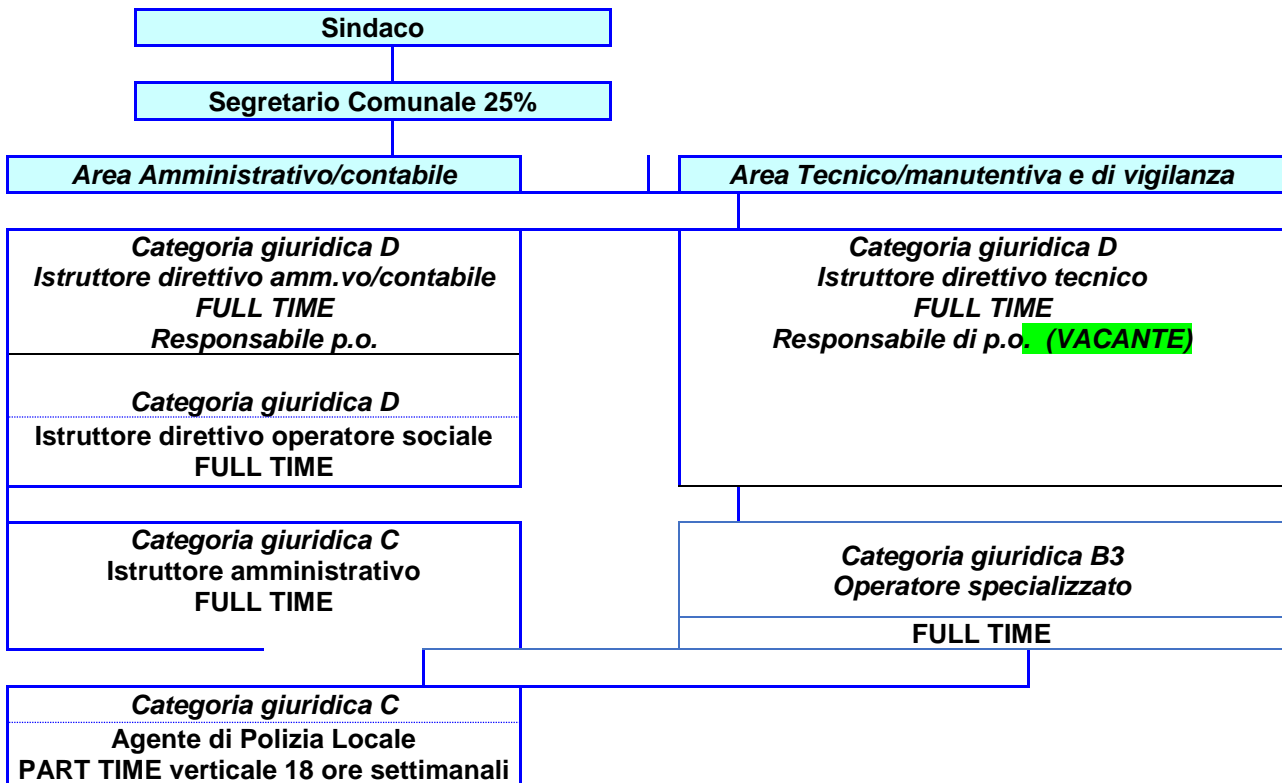 Sindaco
Segretario Comunale 25%
Area Amministrativo/contabile
Area Tecnico/manutentiva e di vigilanza
Categoria giuridica D
Istruttore direttivo amm.vo/contabile
FULL TIME
Responsabile p.o.
Categoria giuridica D
Istruttore direttivo operatore sociale
FULL TIME
Categoria giuridica D
Istruttore direttivo tecnico
FULL TIME
Responsabile di p.o. (VACANTE)
Categoria giuridica C
Istruttore amministrativo
FULL TIME
Categoria giuridica B3
Operatore specializzato
FULL TIME
Categoria giuridica C
Agente di Polizia Locale
PART TIME verticale 18 ore settimanali